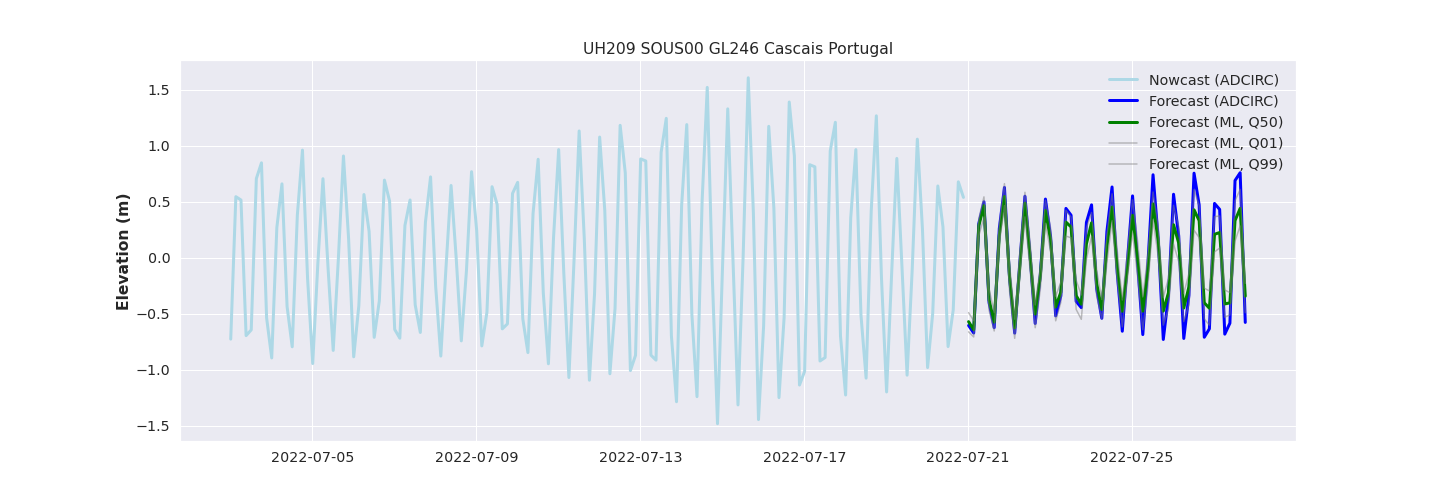 UH209 SOUS00 GL246 Cascais Portugal
Nowcast (ADCIRC)
Forecast (ADCIRC)
Forecast (ML, Q50)
Forecast (ML, Q01)
Forecast (ML, Q99)
Elevation (m)
1.5
1.0
0.5
0.0
−0.5
−1.0
−1.5
2022-07-05
2022-07-09
2022-07-13
2022-07-17
2022-07-21
2022-07-25